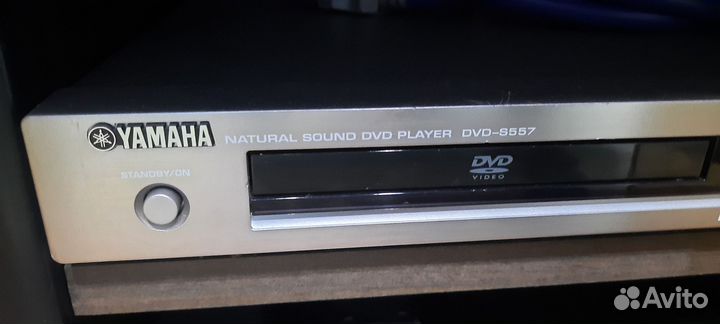 YAMAHA NATURAL SOUND DVD PLAYER DVD-S557
STANDBY/ON
DVD
VIDEO
Avito